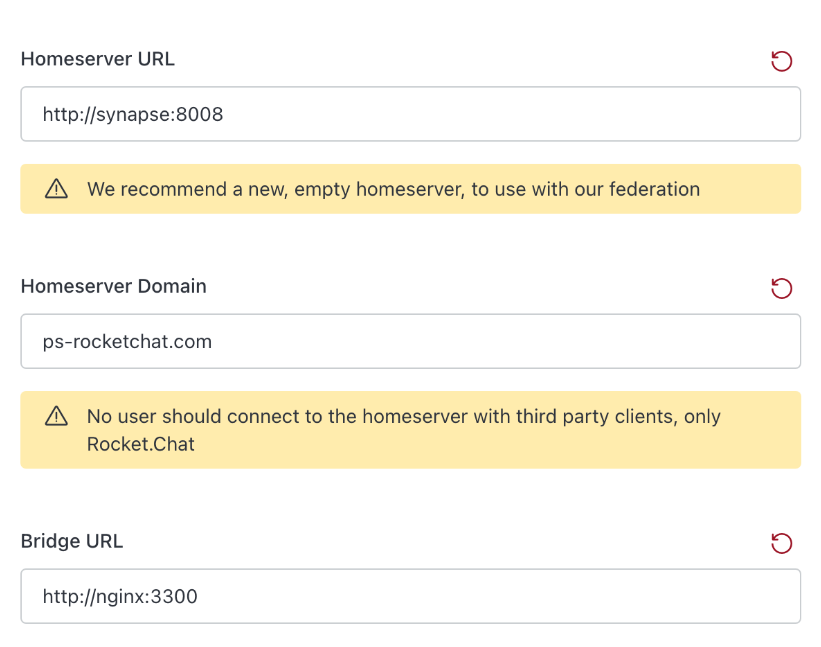 Homeserver URL
http://synapse:8008
We recommend a new, empty homeserver, to use with our federation
Homeserver Domain
ps-rocketchat.com
No user should connect to the homeserver with third party clients, only
Rocket.Chat
Bridge URL
http://nginx:3300